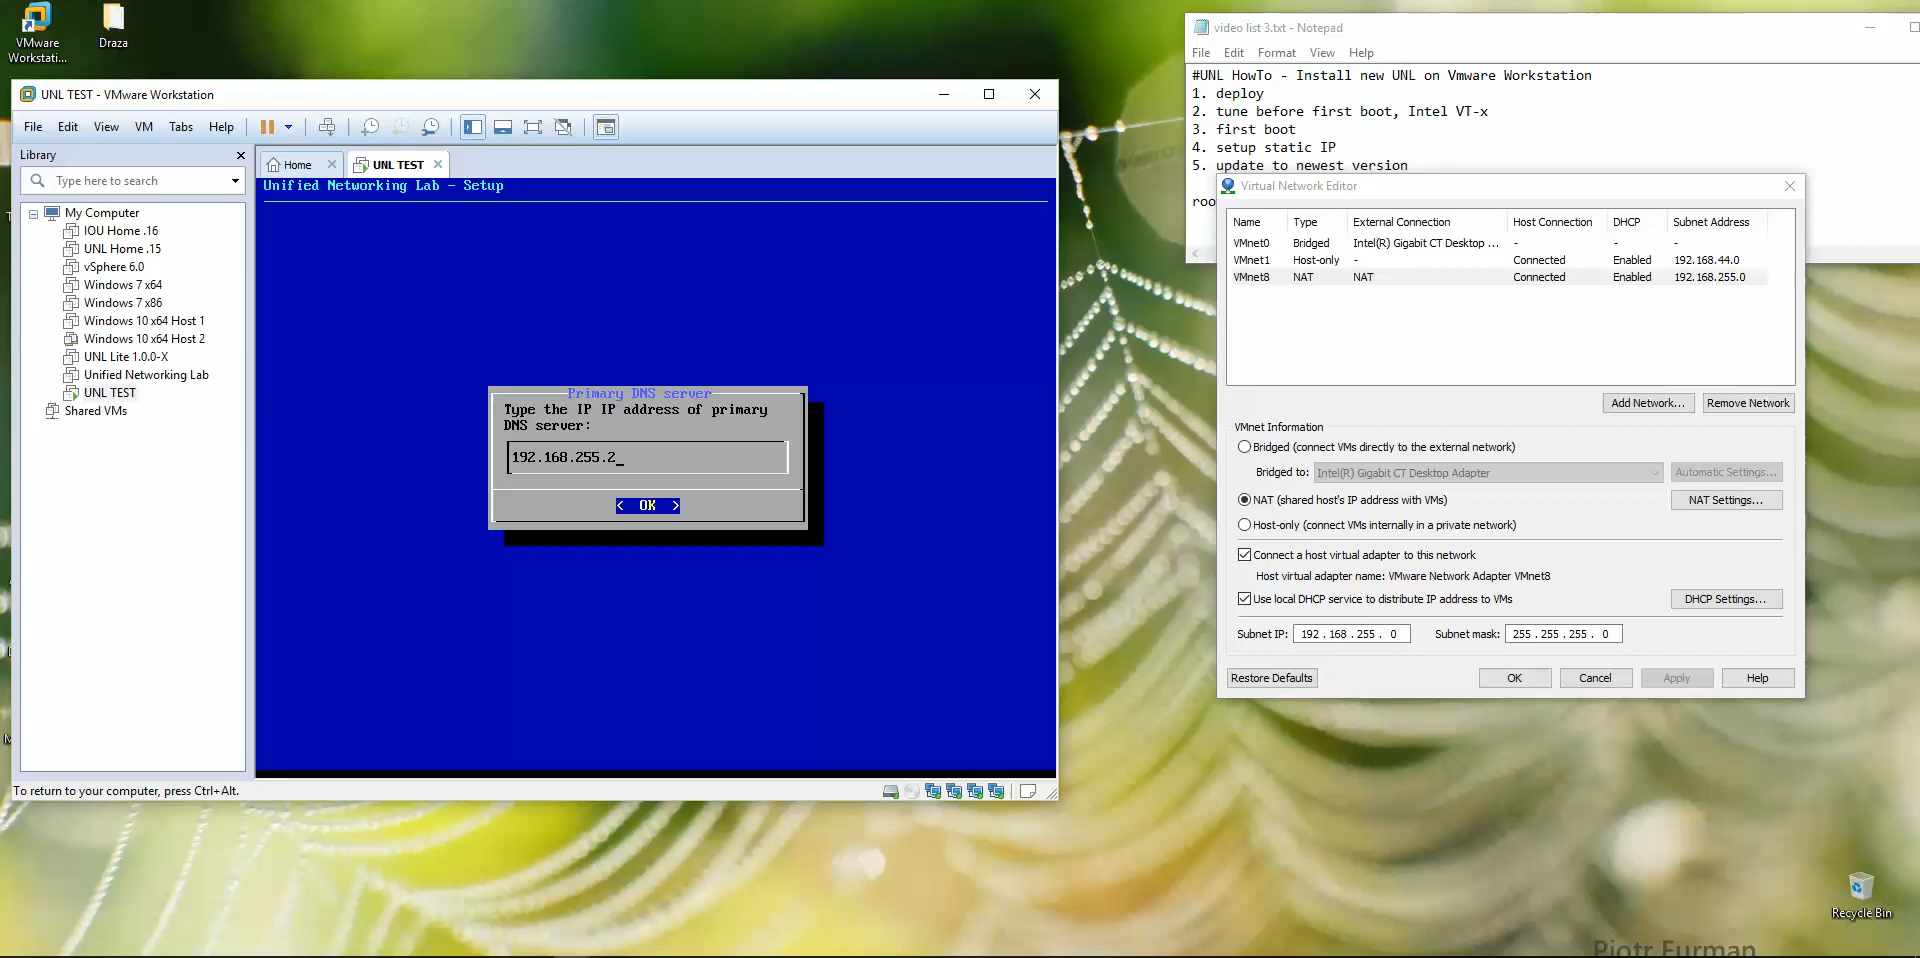 VMware
Workstati...
Draza
UNL TEST - VMware Workstation
File Edit View VM Tabs Help
Library
Type here to search
My Computer
IOU Home .16
UNL Home .15
vSphere 6.0
Windows 7 x64
Windows 7 x86
Windows 10 x64 Host 1
Windows 10 x64 Host 2
UNL Lite 1.0.0-X
Unified Networking Lab
UNL TEST
Shared VMs
Home
UNL TEST
Unified Networking Lab - Setup
Primary DNS server
Type the IP IP address of primary
DNS server:
192.168.255.2_
< OK >
To return to your computer, press Ctrl+Alt.
video list 3.txt - Notepad
File Edit Format View Help
#UNL HowTo - Install new UNL on Vmware Workstation
1. deploy
2. tune before first boot, Intel VT-x
3. first boot
4. setup static IP
5. update to newest version
roo
Virtual Network Editor
Name Type External Connection Host Connection DHCP Subnet Address
VMnet0 Bridged Intel(R) Gigabit CT Desktop ... - - -
VMnet1 Host-only - Connected Enabled 192.168.44.0
VMnet8 NAT NAT Connected Enabled 192.168.255.0
Add Network... Remove Network
VMnet Information
Bridged (connect VMs directly to the external network)
Bridged to: Intel(R) Gigabit CT Desktop Adapter Automatic Settings...
NAT (shared host's IP address with VMs) NAT Settings...
Host-only (connect VMs internally in a private network)
Connect a host virtual adapter to this network
Host virtual adapter name: VMware Network Adapter VMnet8
Use local DHCP service to distribute IP address to VMs DHCP Settings...
Subnet IP: 192 . 168 . 255 . 0 Subnet mask: 255 . 255 . 255 . 0
Restore Defaults OK Cancel Apply Help
Recycle Bin
Piotr Furman